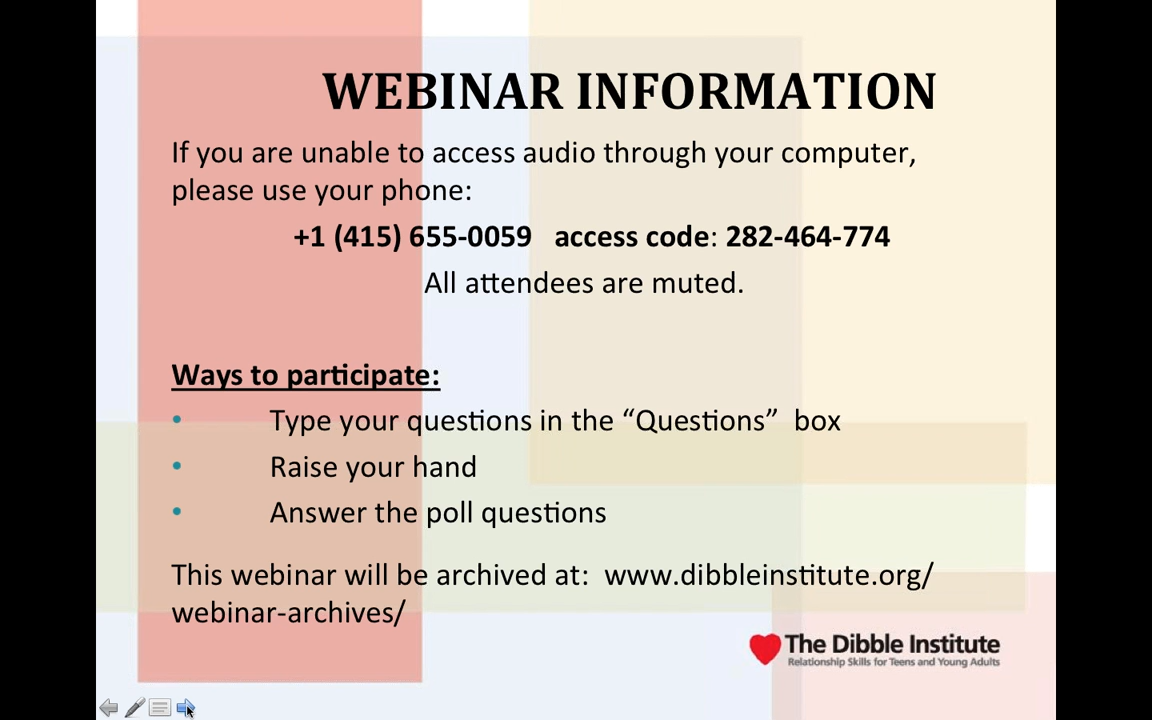 WEBINAR INFORMATION
If you are unable to access audio through your computer,
please use your phone:
+1 (415) 655-0059 access code: 282-464-774
All attendees are muted.
Ways to participate:
• Type your questions in the “Questions” box
• Raise your hand
• Answer the poll questions
This webinar will be archived at: www.dibbleinstitute.org/
webinar-archives/
The Dibble Institute
Relationship Skills for Teens and Young Adults